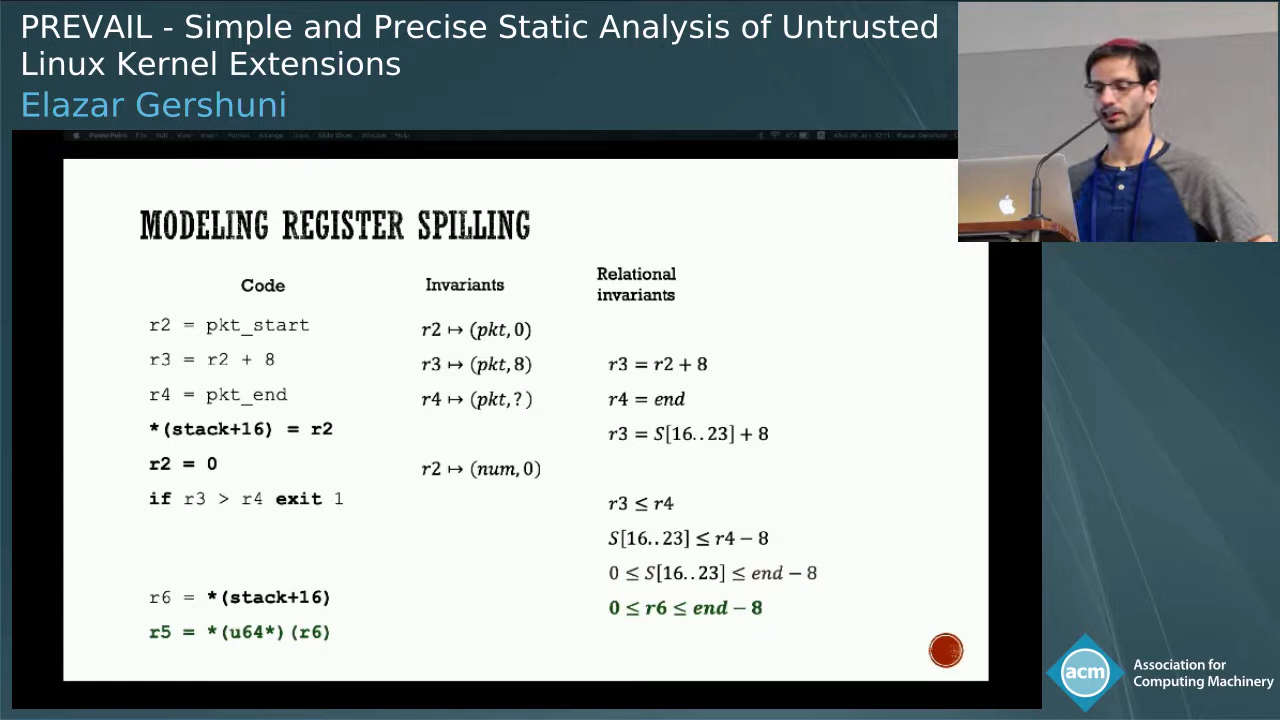 PREVAIL - Simple and Precise Static Analysis of Untrusted
Linux Kernel Extensions
Elazar Gershuni
MODELING REGISTER SPILLING
Code Invariants Relational
invariants
r2 = pkt_start r2 ↦ (pkt, 0)
r3 = r2 + 8 r3 ↦ (pkt, 8) r3 = r2 + 8
r4 = pkt_end r4 ↦ (pkt, ? ) r4 = end
*(stack+16) = r2 r3 = S[16..23] + 8
r2 = 0 r2 ↦ (num, 0)
if r3 > r4 exit 1 r3 ≤ r4
S[16..23] ≤ r4 − 8
0 ≤ S[16..23] ≤ end − 8
r6 = *(stack+16) 0 ≤ r6 ≤ end − 8
r5 = *(u64*)(r6)
acm Association for
Computing Machinery